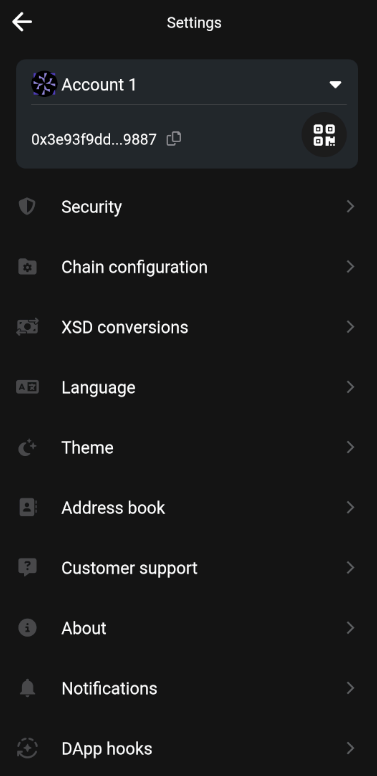 Settings
Account 1
0x3e93f9dd...9887
Security
Chain configuration
XSD conversions
Language
Theme
Address book
Customer support
About
Notifications
DApp hooks